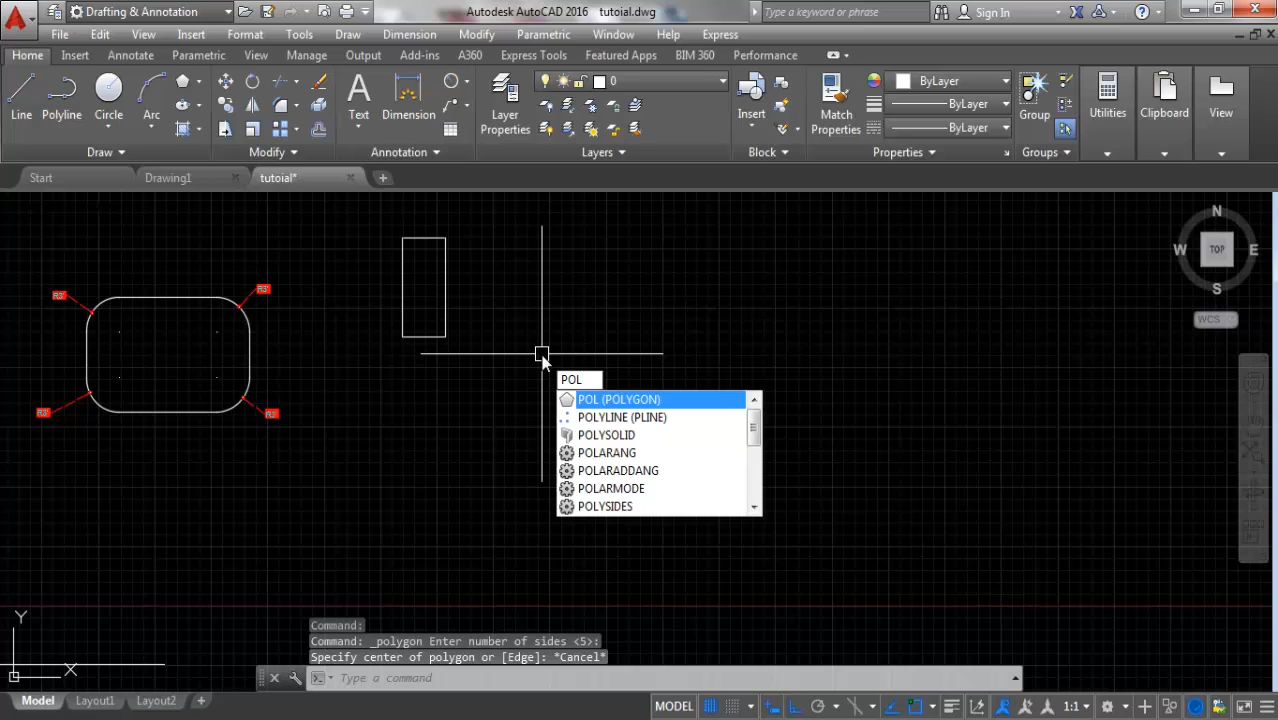 Drafting & Annotation
Autodesk AutoCAD 2016 tutoial.dwg
Type a keyword or phrase
Sign In
File Edit View Insert Format Tools Draw Dimension Modify Parametric Window Help Express
Home Insert Annotate Parametric View Manage Output Add-ins A360 Express Tools Featured Apps BIM 360 Performance
Line Polyline Circle Arc
Text Dimension
Layer Properties
0
Insert
Match Properties
ByLayer
ByLayer
ByLayer
Group
Utilities
Clipboard
View
Draw Modify Annotation Layers Block Properties Groups
Start Drawing1 tutoial*
N
W TOP E
S
WCS
POL
POL (POLYGON)
POLYLINE (PLINE)
POLYSOLID
POLARANG
POLARADDANG
POLARMODE
POLYSIDES
Y
X
Command:
Command: _polygon Enter number of sides <5>:
Specify center of polygon or [Edge]: *Cancel*
Type a command
Model Layout1 Layout2
MODEL
1:1